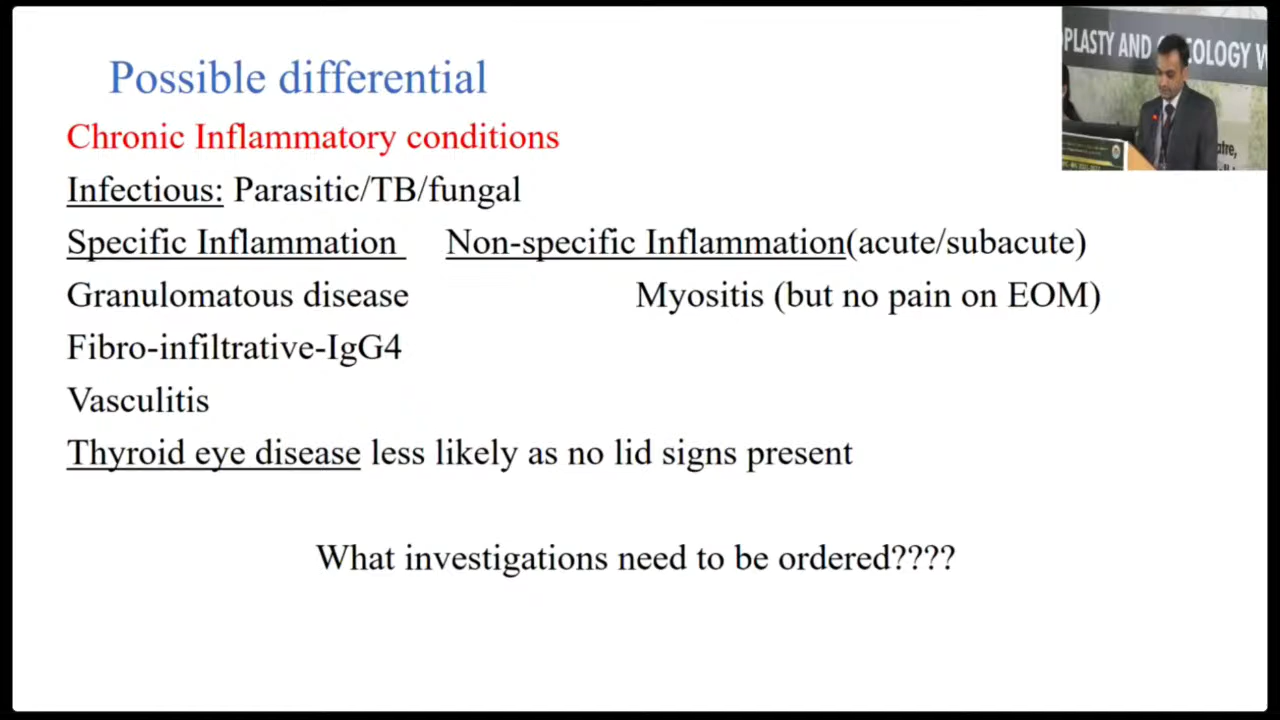 Possible differential
Chronic Inflammatory conditions
Infectious: Parasitic/TB/fungal
Specific Inflammation Non-specific Inflammation(acute/subacute)
Granulomatous disease Myositis (but no pain on EOM)
Fibro-infiltrative-IgG4
Vasculitis
Thyroid eye disease less likely as no lid signs present
What investigations need to be ordered????
PLASTY AND